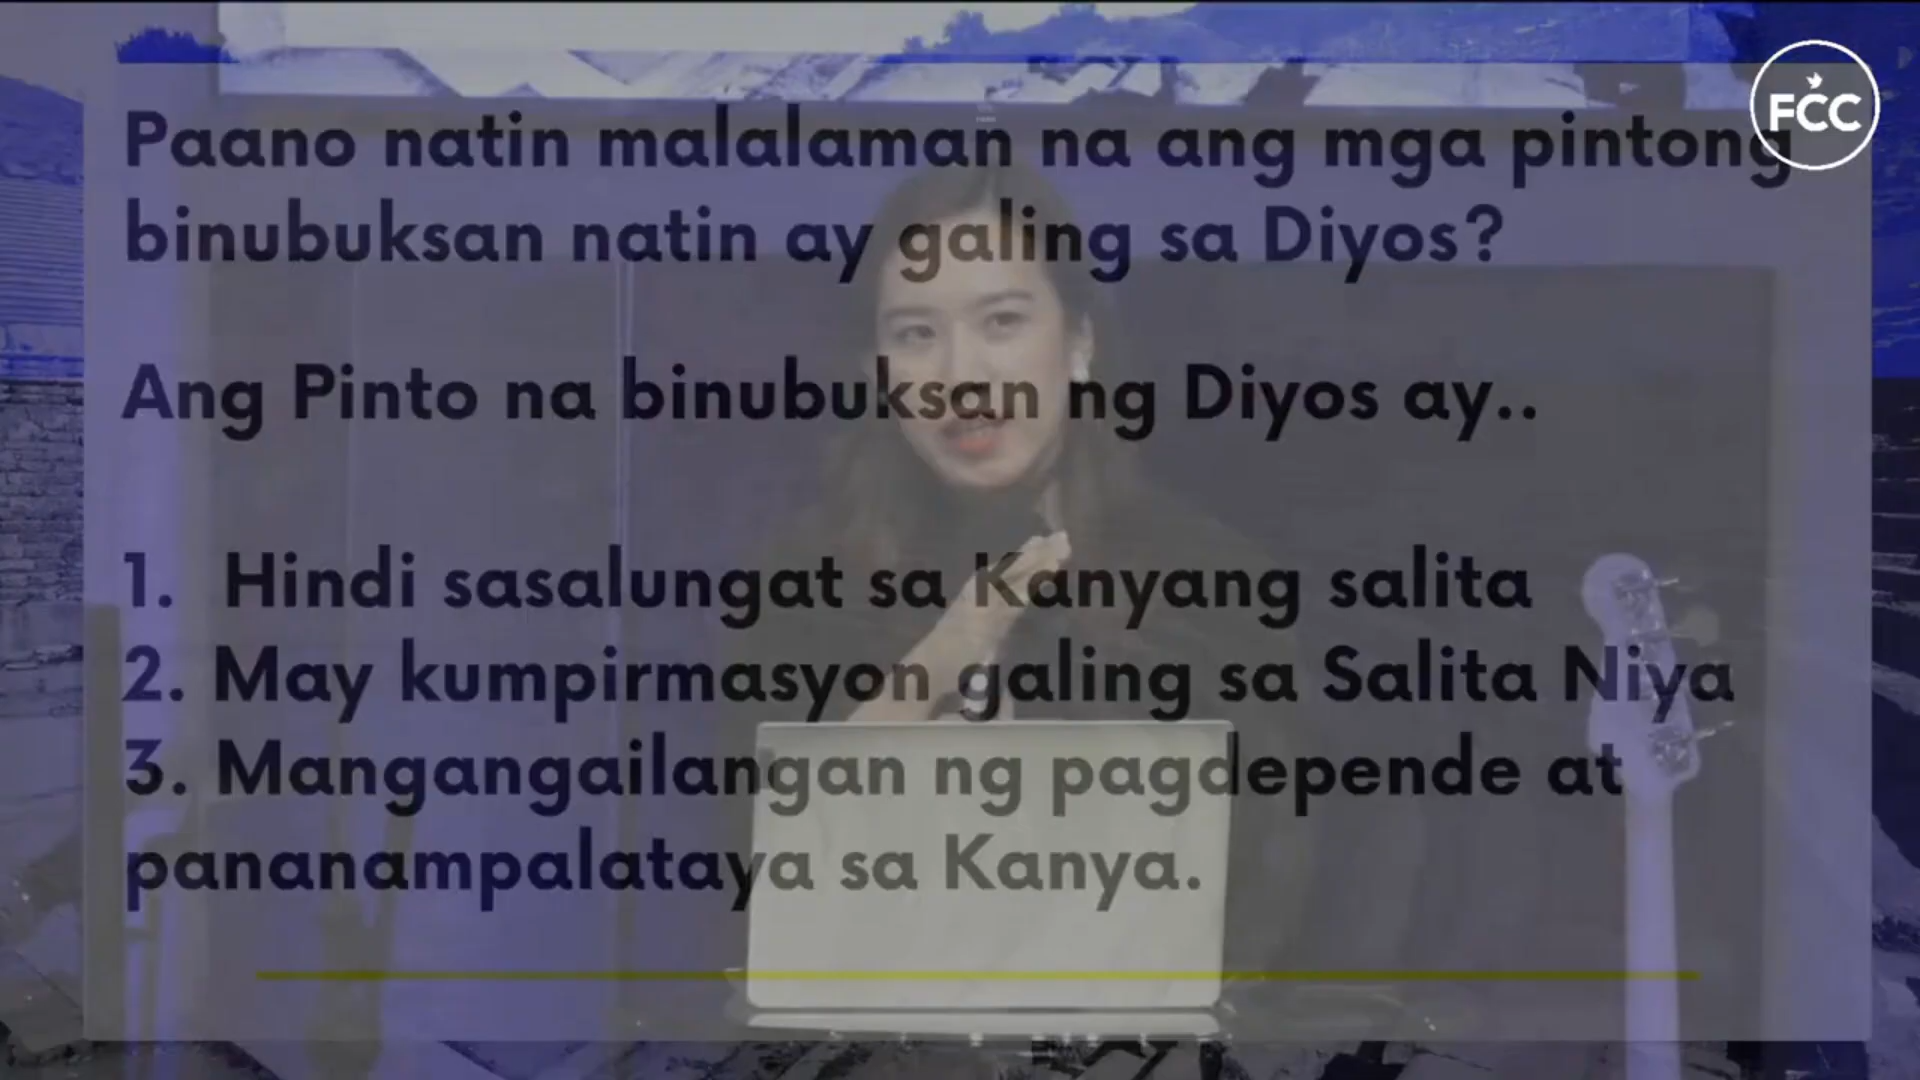 FCC
Paano natin malalaman na ang mga pintong
binubuksan natin ay galing sa Diyos?
Ang Pinto na binubuksan ng Diyos ay..
1. Hindi sasalungat sa Kanyang salita
2. May kumpirmasyon galing sa Salita Niya
3. Mangangailangan ng pagdepende at
pananampalataya sa Kanya.